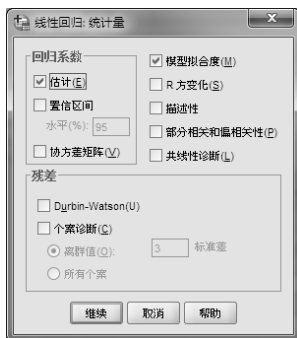 线性回归: 统计量
回归系数
估计(E)
置信区间
水平(%): 95
协方差矩阵(V)
模型拟合度(M)
R 方变化(S)
描述性
部分相关和偏相关性(P)
共线性诊断(L)
残差
Durbin-Watson(U)
个案诊断(C)
离群值(O): 3 标准差
所有个案
继续 取消 帮助